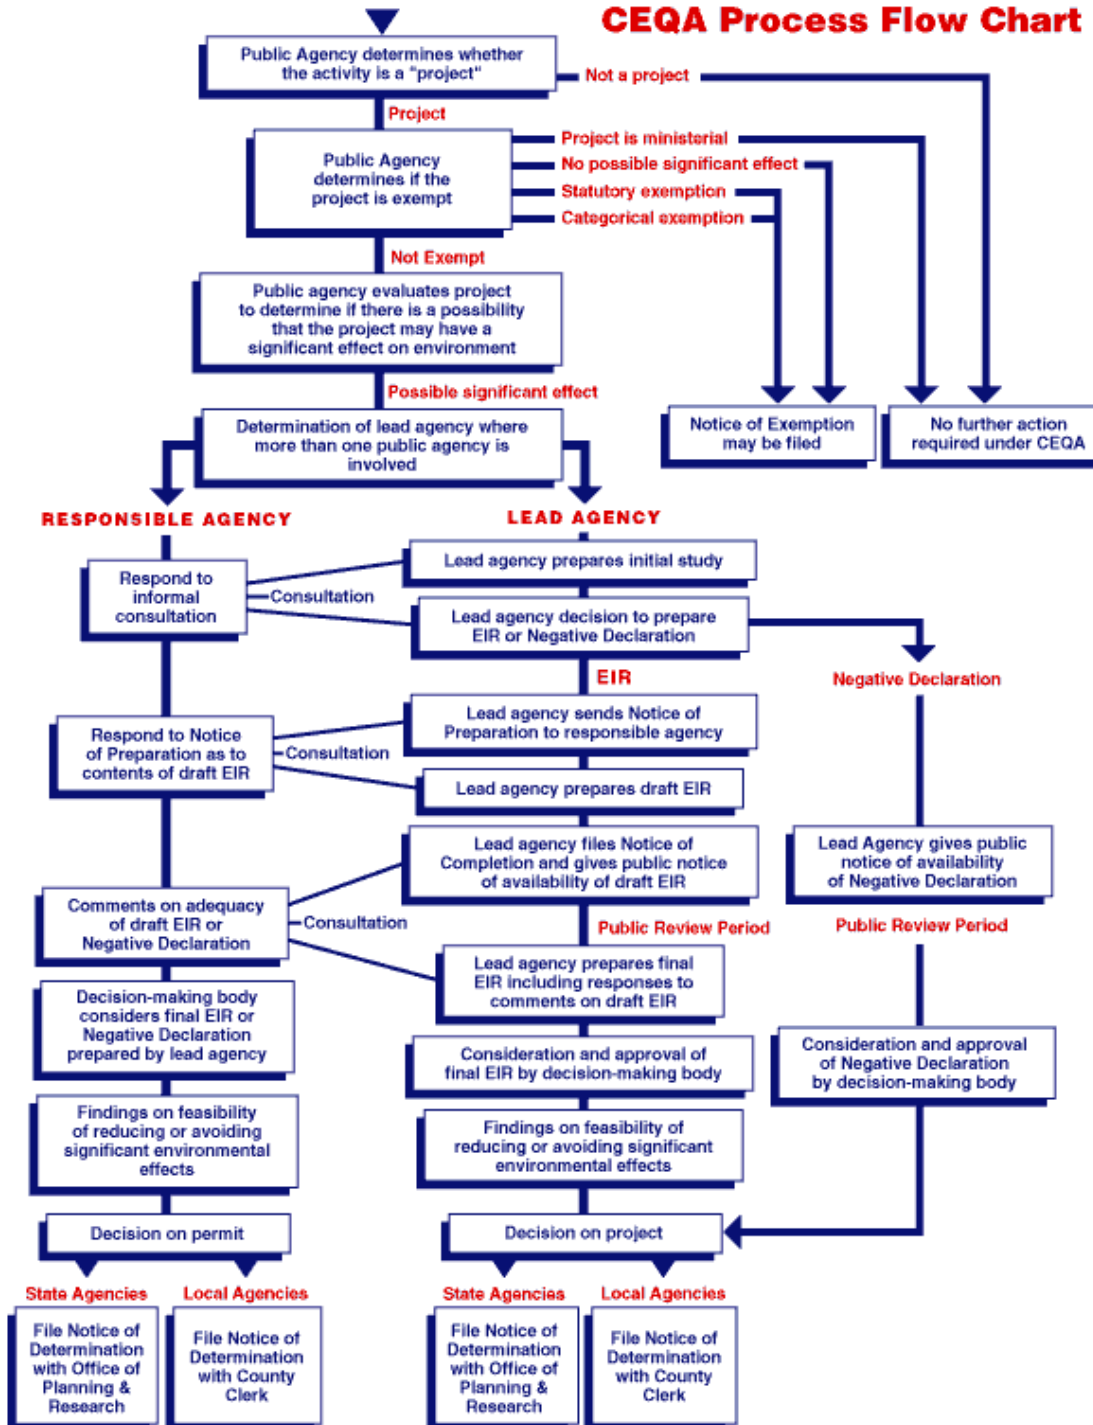 CEQA Process Flow Chart
Public Agency determines whether
the activity is a "project"
Not a project
Project
Public Agency
determines if the
project is exempt
Project is ministerial
No possible significant effect
Statutory exemption
Categorical exemption
Not Exempt
Public agency evaluates project
to determine if there is a possibility
that the project may have a
significant effect on environment
Possible significant effect
Determination of lead agency where
more than one public agency is
involved
Notice of Exemption
may be filed
No further action
required under CEQA
RESPONSIBLE AGENCY
LEAD AGENCY
Respond to
informal
consultation
Consultation
Lead agency prepares initial study
Lead agency decision to prepare
EIR or Negative Declaration
EIR
Negative Declaration
Respond to Notice
of Preparation as to
contents of draft EIR
Consultation
Lead agency sends Notice of
Preparation to responsible agency
Lead agency prepares draft EIR
Lead agency files Notice of
Completion and gives public notice
of availability of draft EIR
Lead Agency gives public
notice of availability
of Negative Declaration
Comments on adequacy
of draft EIR or
Negative Declaration
Consultation
Public Review Period
Public Review Period
Lead agency prepares final
EIR including responses to
comments on draft EIR
Decision-making body
considers final EIR or
Negative Declaration
prepared by lead agency
Consideration and approval of
final EIR by decision-making body
Consideration and approval
of Negative Declaration
by decision-making body
Findings on feasibility
of reducing or avoiding
significant environmental
effects
Findings on feasibility of
reducing or avoiding significant
environmental effects
Decision on permit
Decision on project
State Agencies
Local Agencies
State Agencies
Local Agencies
File Notice of
Determination
with Office of
Planning &
Research
File Notice of
Determination
with County
Clerk
File Notice of
Determination
with Office of
Planning &
Research
File Notice of
Determination
with County
Clerk